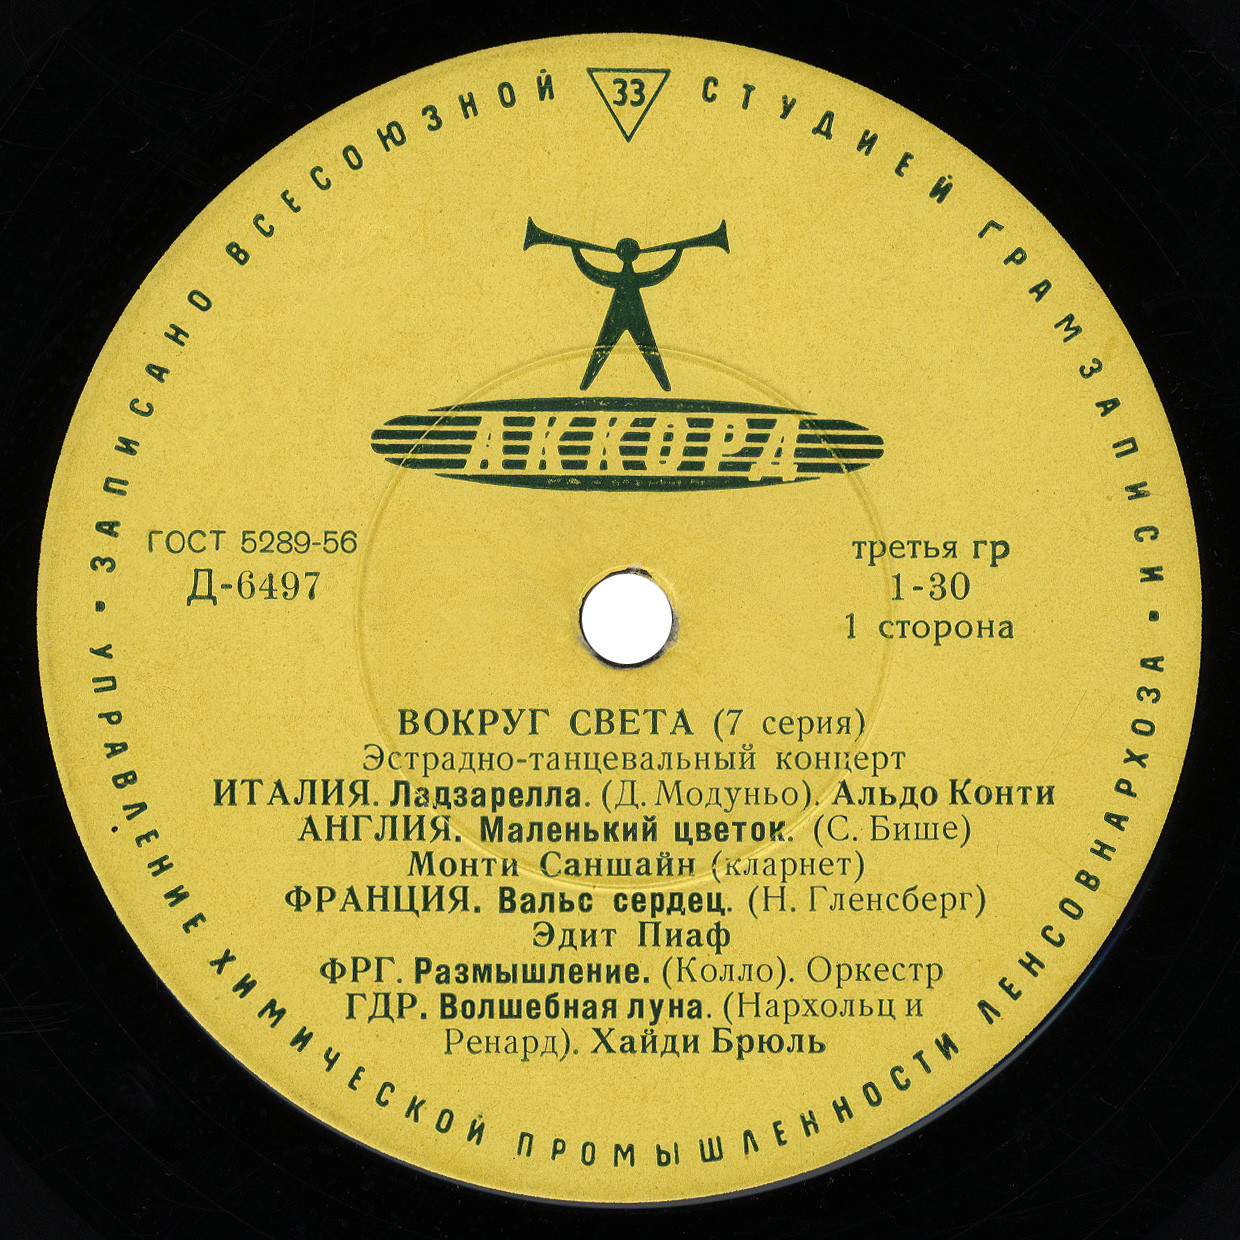 ЗАПИСАНО ВСЕСОЮЗНОЙ СТУДИЕЙ ГРАМЗАПИСИ
33
АККОРД
ГОСТ 5289-56
Д-6497
третья гр
1-30
1 сторона
ВОКРУГ СВЕТА (7 серия)
Эстрадно-танцевальный концерт
ИТАЛИЯ. Ладзарелла. (Д. Модуньо). Альдо Конти
АНГЛИЯ. Маленький цветок. (С. Бише)
Монти Саншайн (кларнет)
ФРАНЦИЯ. Вальс сердец. (Н. Гленсберг)
Эдит Пиаф
ФРГ. Размышление. (Колло). Оркестр
ГДР. Волшебная луна. (Нархольц и
Ренард). Хайди Брюль
УПРАВЛЕНИЕ ХИМИЧЕСКОЙ ПРОМЫШЛЕННОСТИ ЛЕНСОВНАРХОЗА